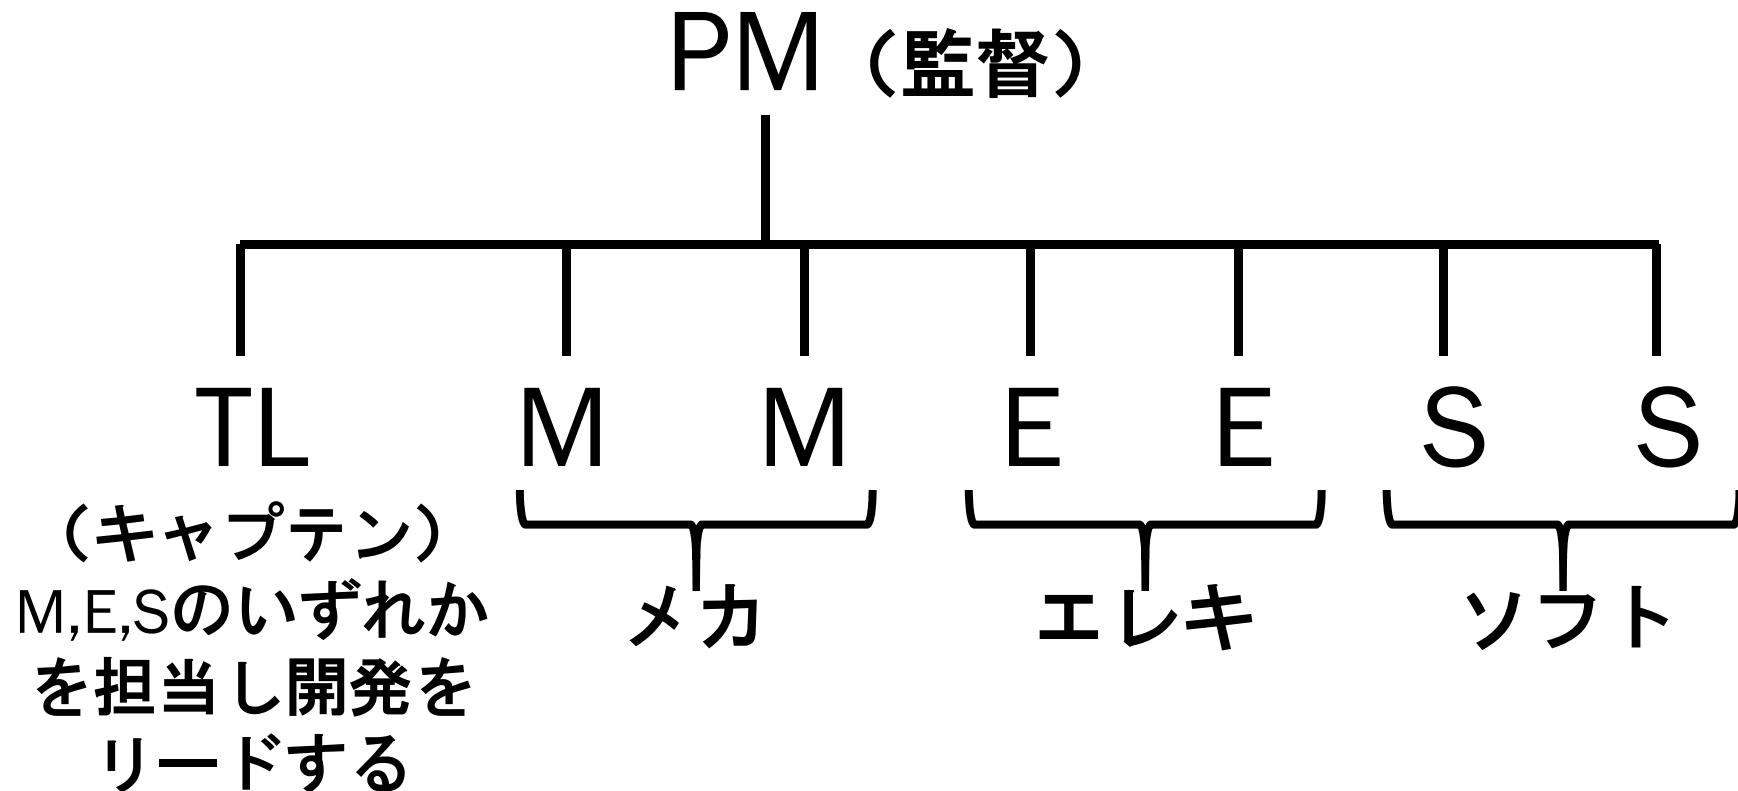 PM（監督）
TL M M E E S S
（キャプテン）
M,E,Sのいずれか
を担当し開発を
リードする
メカ エレキ ソフト